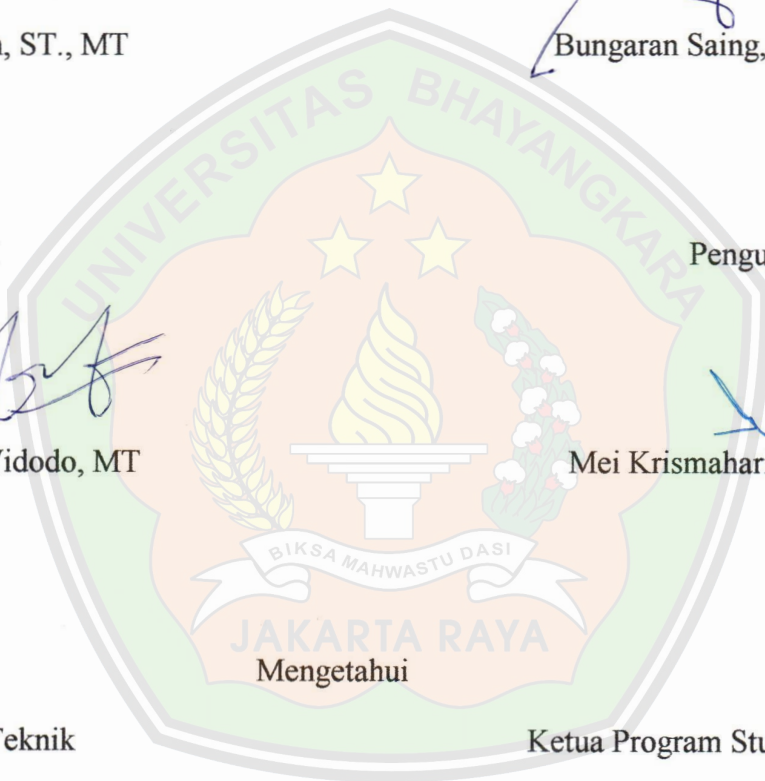 , ST., MT
Bungaran Saing,
UNIVERSITAS BHAYANGKARA
Pengu
idodo, MT
Mei Krismahar
BIKSA MAHWASTU DASI
JAKARTA RAYA
Mengetahui
Teknik
Ketua Program Stu